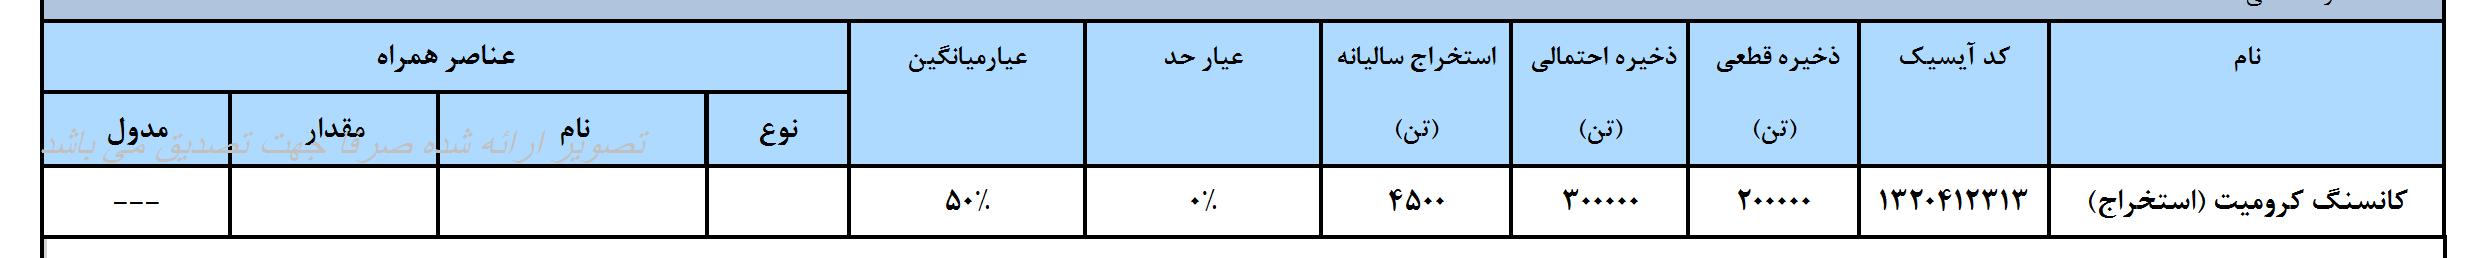 نام
کد آیسیک
ذخیره قطعی
(تن)
ذخیره احتمالی
(تن)
استخراج سالیانه
(تن)
عیار حد
عیارمیانگین
عناصر همراه
نوع
نام
مقدار
مدول
تصویر ارائه شده صرفا جهت تصدیق می باشد
کانسنگ کرومیت (استخراج)
۱۳۲۰۴۱۲۳۱۳
۲۰۰۰۰۰
۳۰۰۰۰۰
۴۵۰۰
۰٪
۵۰٪
---